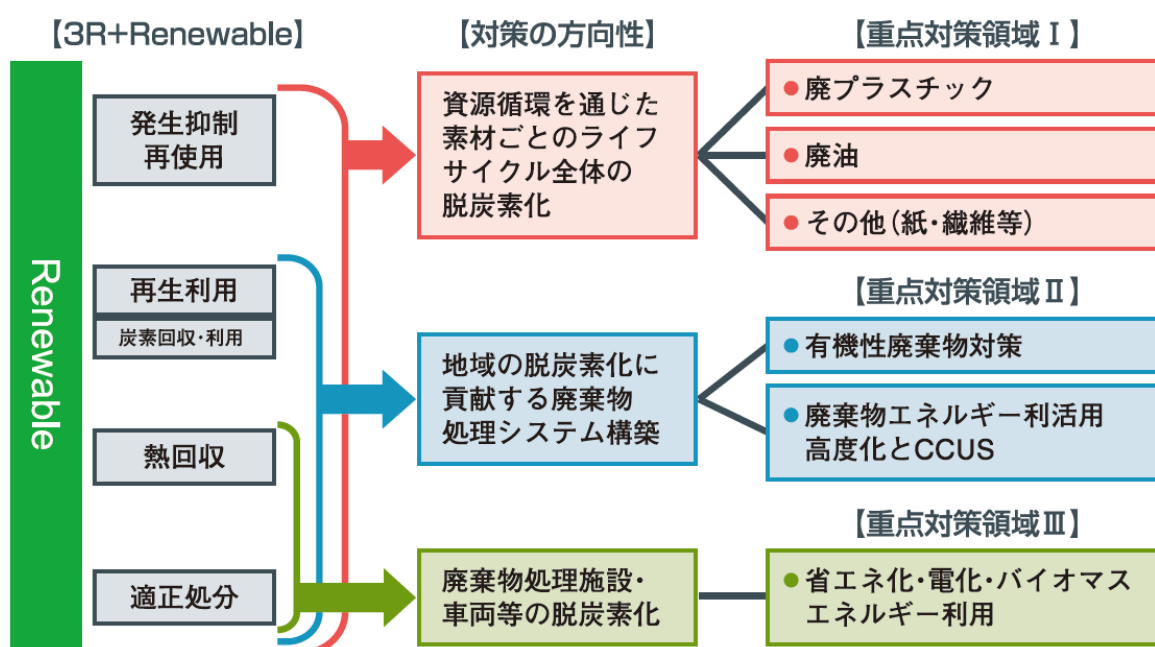 【3R+Renewable】
Renewable
発生抑制
再使用
再生利用
炭素回収・利用
熱回収
適正処分
【対策の方向性】
資源循環を通じた
素材ごとのライフ
サイクル全体の
脱炭素化
地域の脱炭素化に
貢献する廃棄物
処理システム構築
廃棄物処理施設・
車両等の脱炭素化
【重点対策領域Ⅰ】
●廃プラスチック
●廃油
●その他(紙・繊維等)
【重点対策領域Ⅱ】
●有機性廃棄物対策
●廃棄物エネルギー利活用
高度化とCCUS
【重点対策領域Ⅲ】
●省エネ化・電化・バイオマス
エネルギー利用